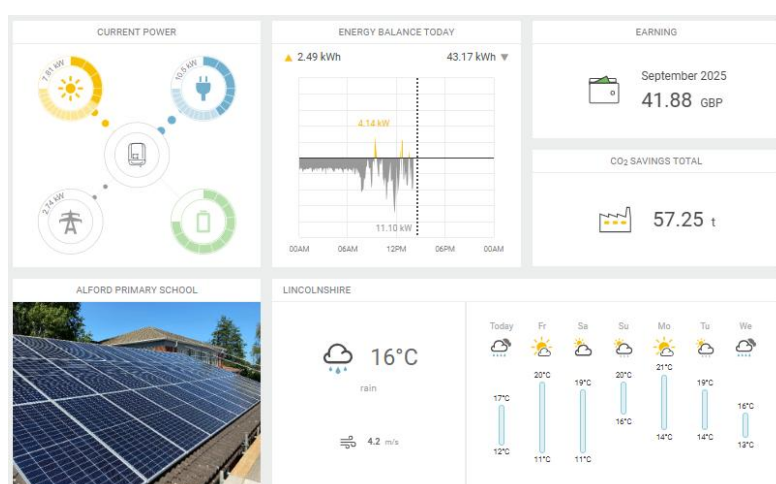 CURRENT POWER
7.81 kW
10.5 kW
2.74 kW
ENERGY BALANCE TODAY
2.49 kWh 43.17 kWh
4.14 kW
11.10 kW
00AM 06AM 12PM 06PM 00AM
EARNING
September 2025
41.88 GBP
CO₂ SAVINGS TOTAL
57.25 t
ALFORD PRIMARY SCHOOL
LINCOLNSHIRE
16°C
rain
4.2 m/s
Today Fr Sa Su Mo Tu We
17°C 20°C 19°C 20°C 21°C 19°C 16°C
12°C 11°C 11°C 16°C 14°C 14°C 13°C